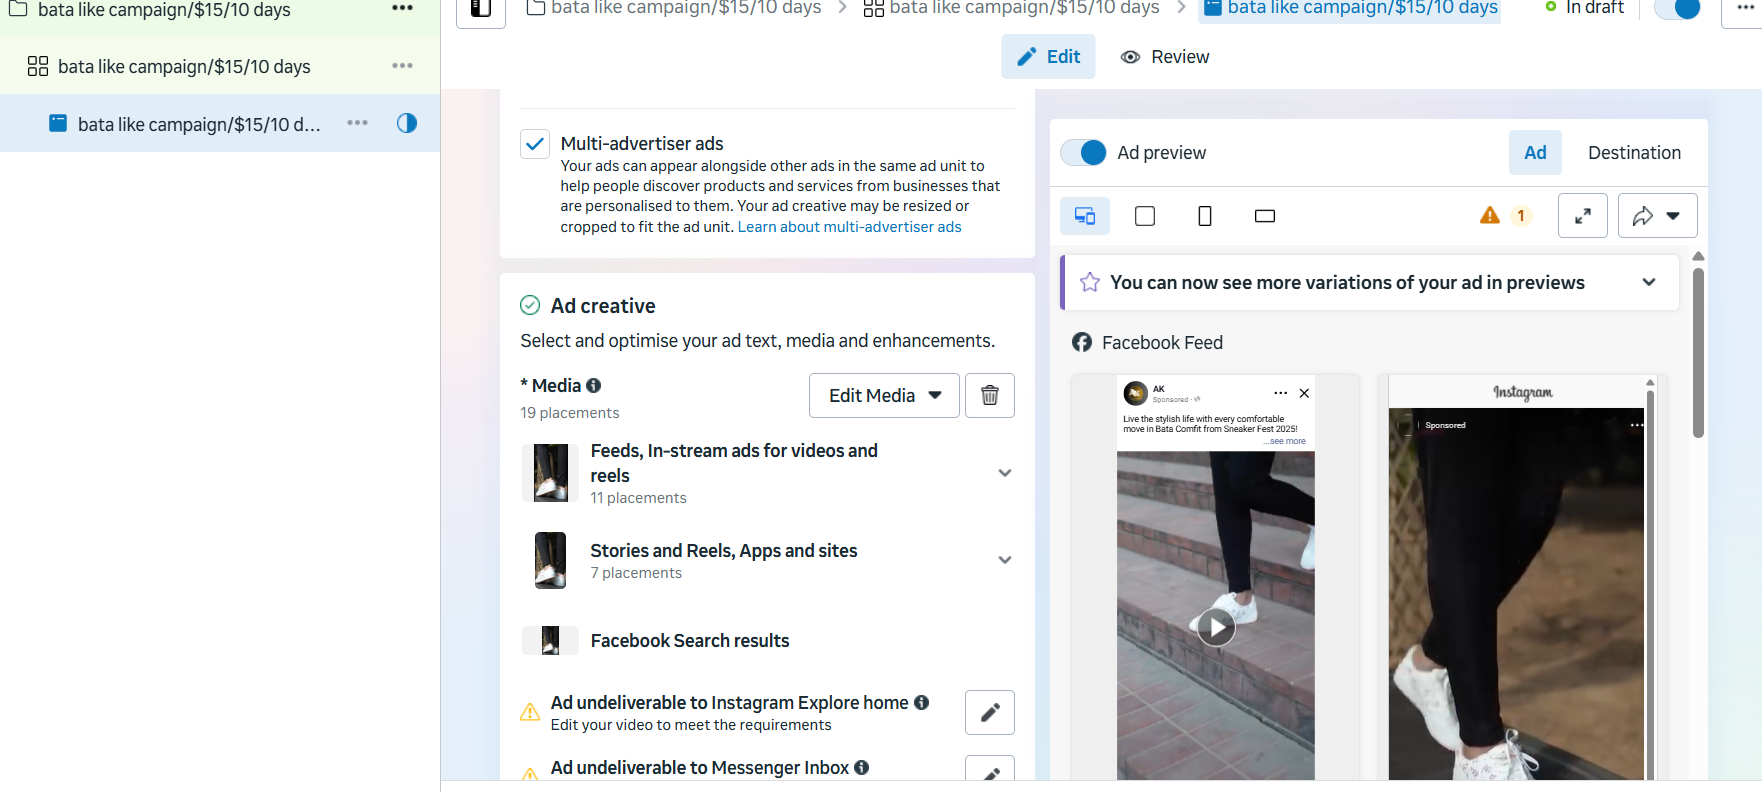 bata like campaign/$15/10 days
bata like campaign/$15/10 days
bata like campaign/$15/10 d...
bata like campaign/$15/10 days
bata like campaign/$15/10 days
bata like campaign/$15/10 days
In draft
Edit
Review
Multi-advertiser ads
Your ads can appear alongside other ads in the same ad unit to
help people discover products and services from businesses that
are personalised to them. Your ad creative may be resized or
cropped to fit the ad unit. Learn about multi-advertiser ads
Ad creative
Select and optimise your ad text, media and enhancements.
* Media
19 placements
Edit Media
Feeds, In-stream ads for videos and
reels
11 placements
Stories and Reels, Apps and sites
7 placements
Facebook Search results
Ad undeliverable to Instagram Explore home
Edit your video to meet the requirements
Ad undeliverable to Messenger Inbox
Ad preview
Ad
Destination
1
You can now see more variations of your ad in previews
Facebook Feed
AK
Sponsored ·
Live the stylish life with every comfortable
move in Bata Comfit from Sneaker Fest 2025!
...see more
Instagram
Sponsored